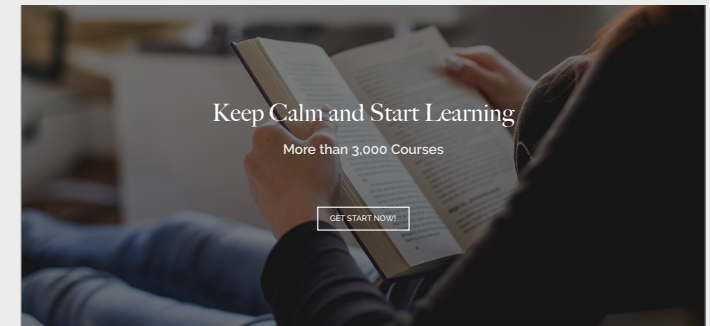 Keep Calm and Start Learning
More than 3,000 Courses
GET START NOW!